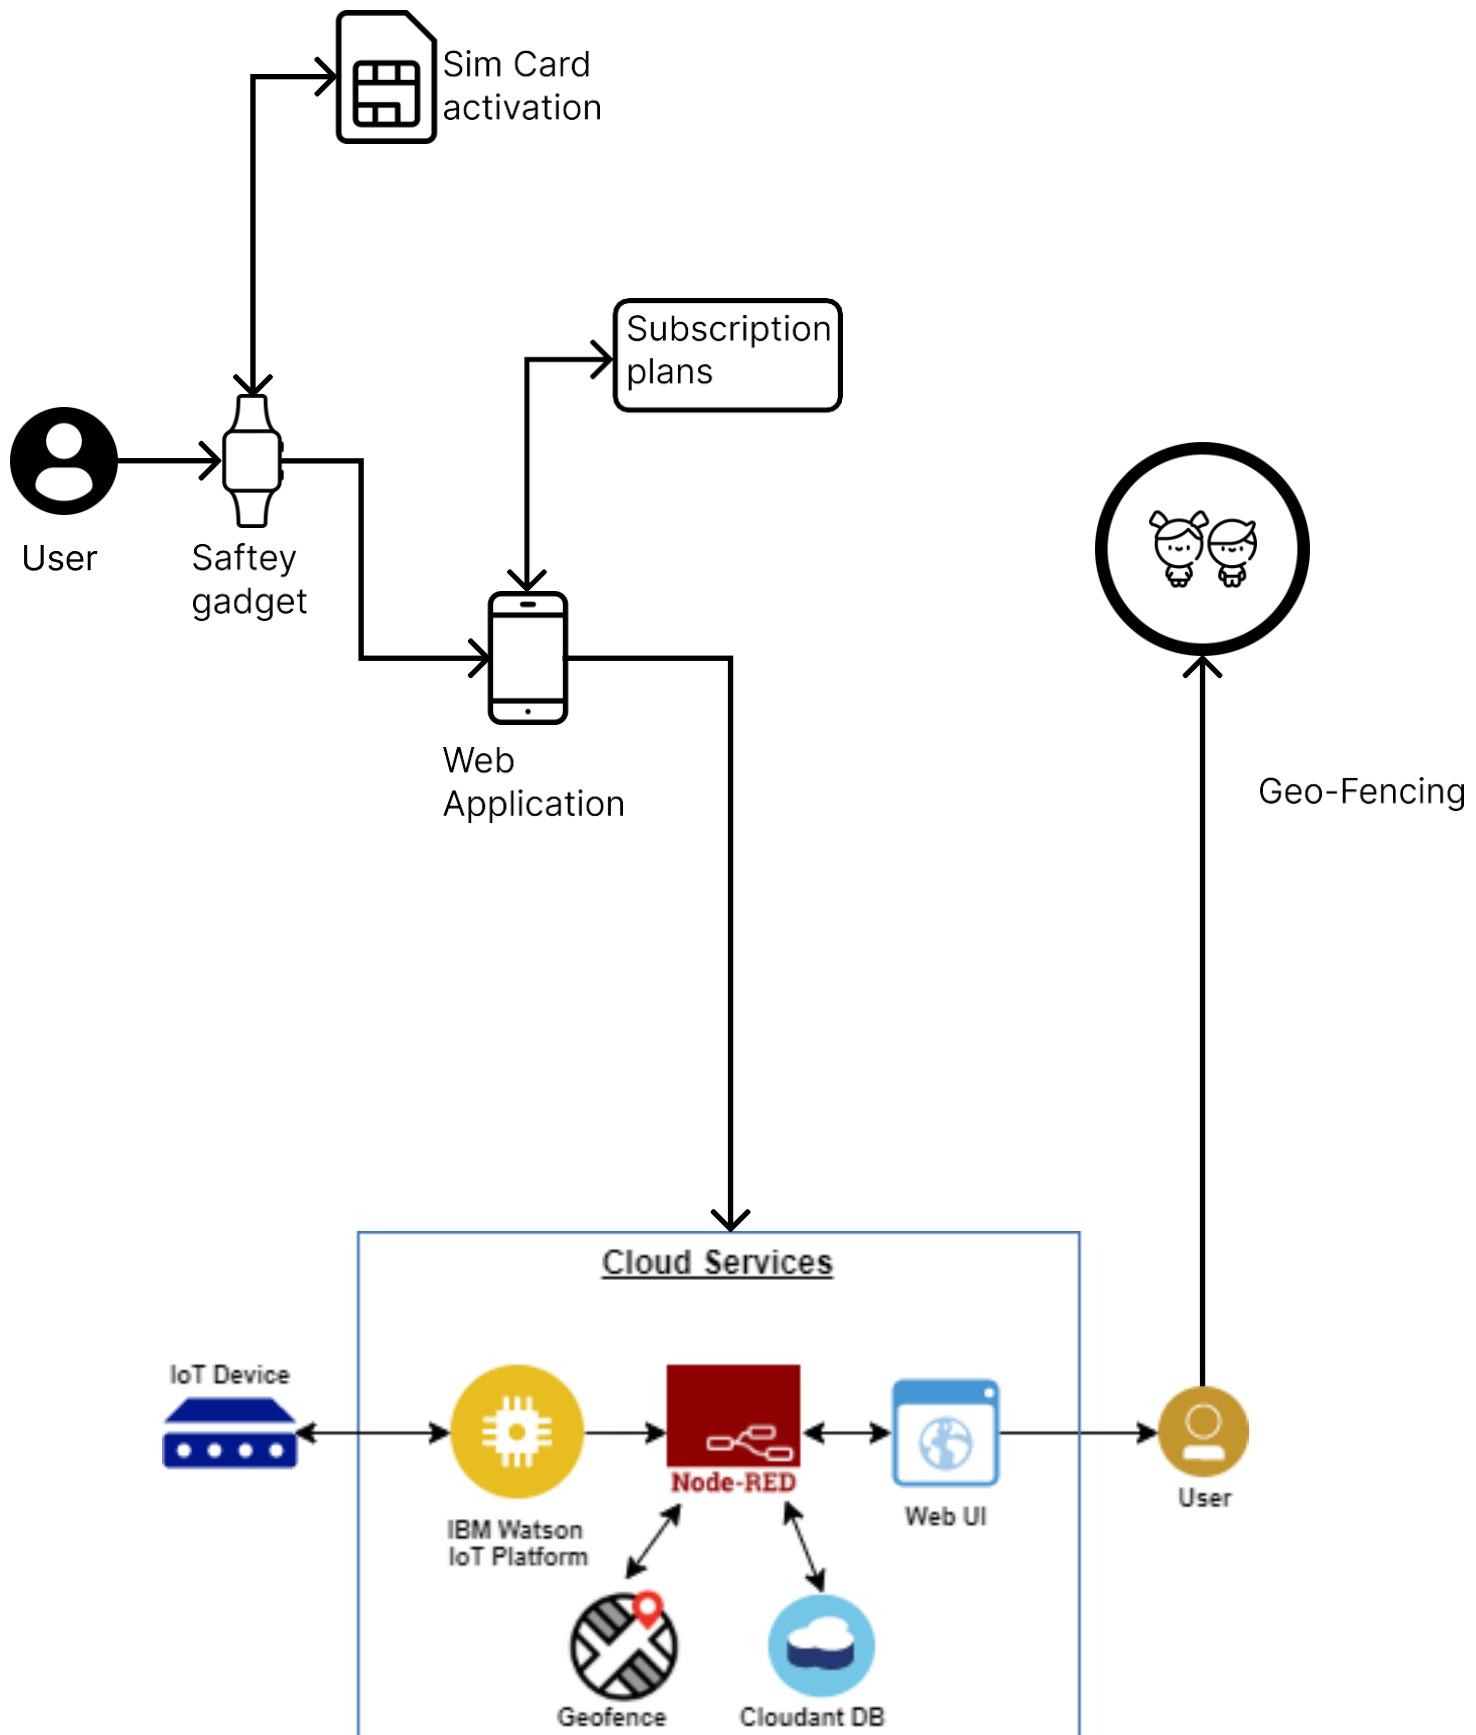 Sim Card
activation
Subscription
plans
User
Saftey
gadget
Web
Application
Geo-Fencing
Cloud Services
IoT Device
IBM Watson
IoT Platform
Node-RED
Web UI
User
Geofence
Cloudant DB